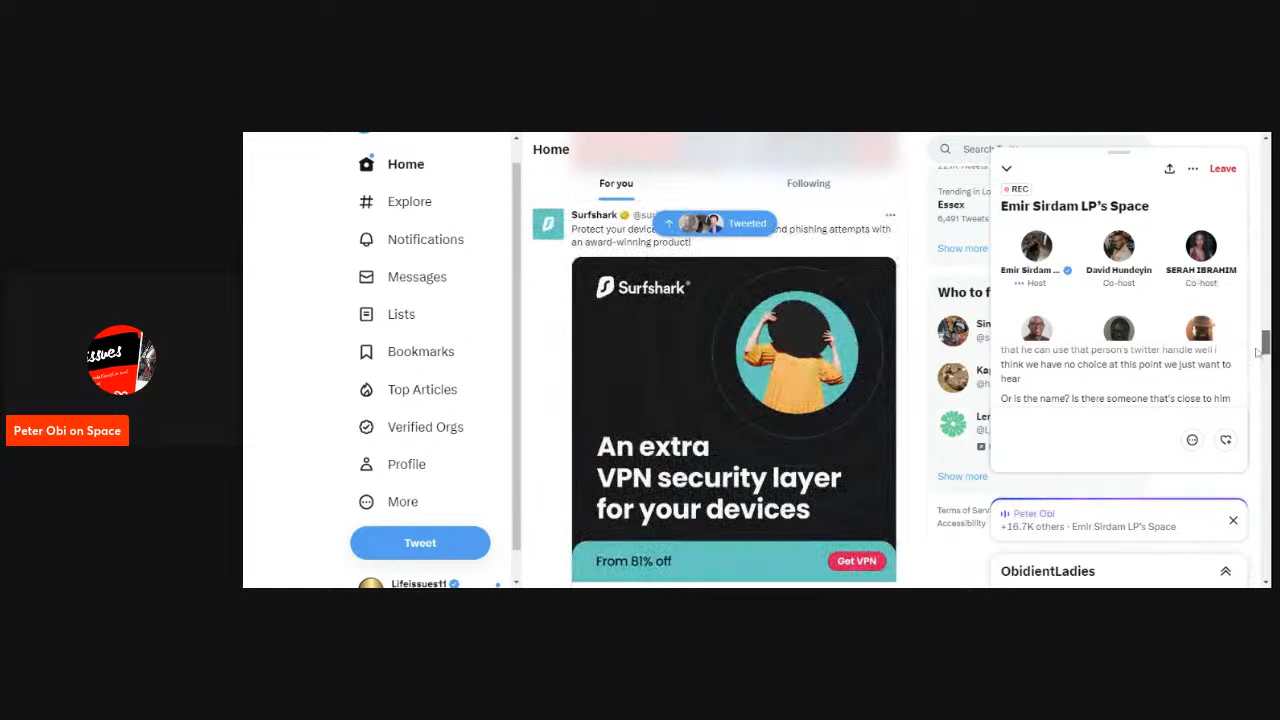 issues
Peter Obi on Space
Home
Explore
Notifications
Messages
Lists
Bookmarks
Top Articles
Verified Orgs
Profile
More
Tweet
Lifeissues11
Home
For you
Following
Surfshark
Tweeted
Protect your device
and phishing attempts with
an award-winning product!
Surfshark®
An extra
VPN security layer
for your devices
From 81% off
Get VPN
Search
Trending in
Essex
6,491 Tweets
Show more
Who to f
Show more
Terms of Serv
Accessibility
Leave
REC
Emir Sirdam LP's Space
Emir Sirdam ...
David Hundeyin
SERAH IBRAHIM
Host
Co-host
Co-host
that he can use that person's twitter handle well i
think we have no choice at this point we just want to
hear
Or is the name? Is there someone that's close to him
Peter Obi
+16.7K others · Emir Sirdam LP's Space
ObidientLadies